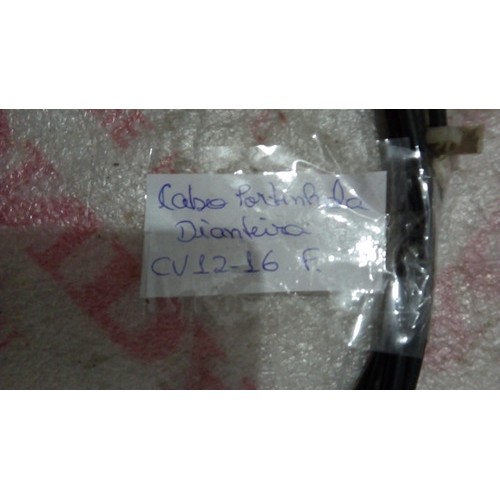 Cabo Portinhola
Dianteira
CV12-16 F.